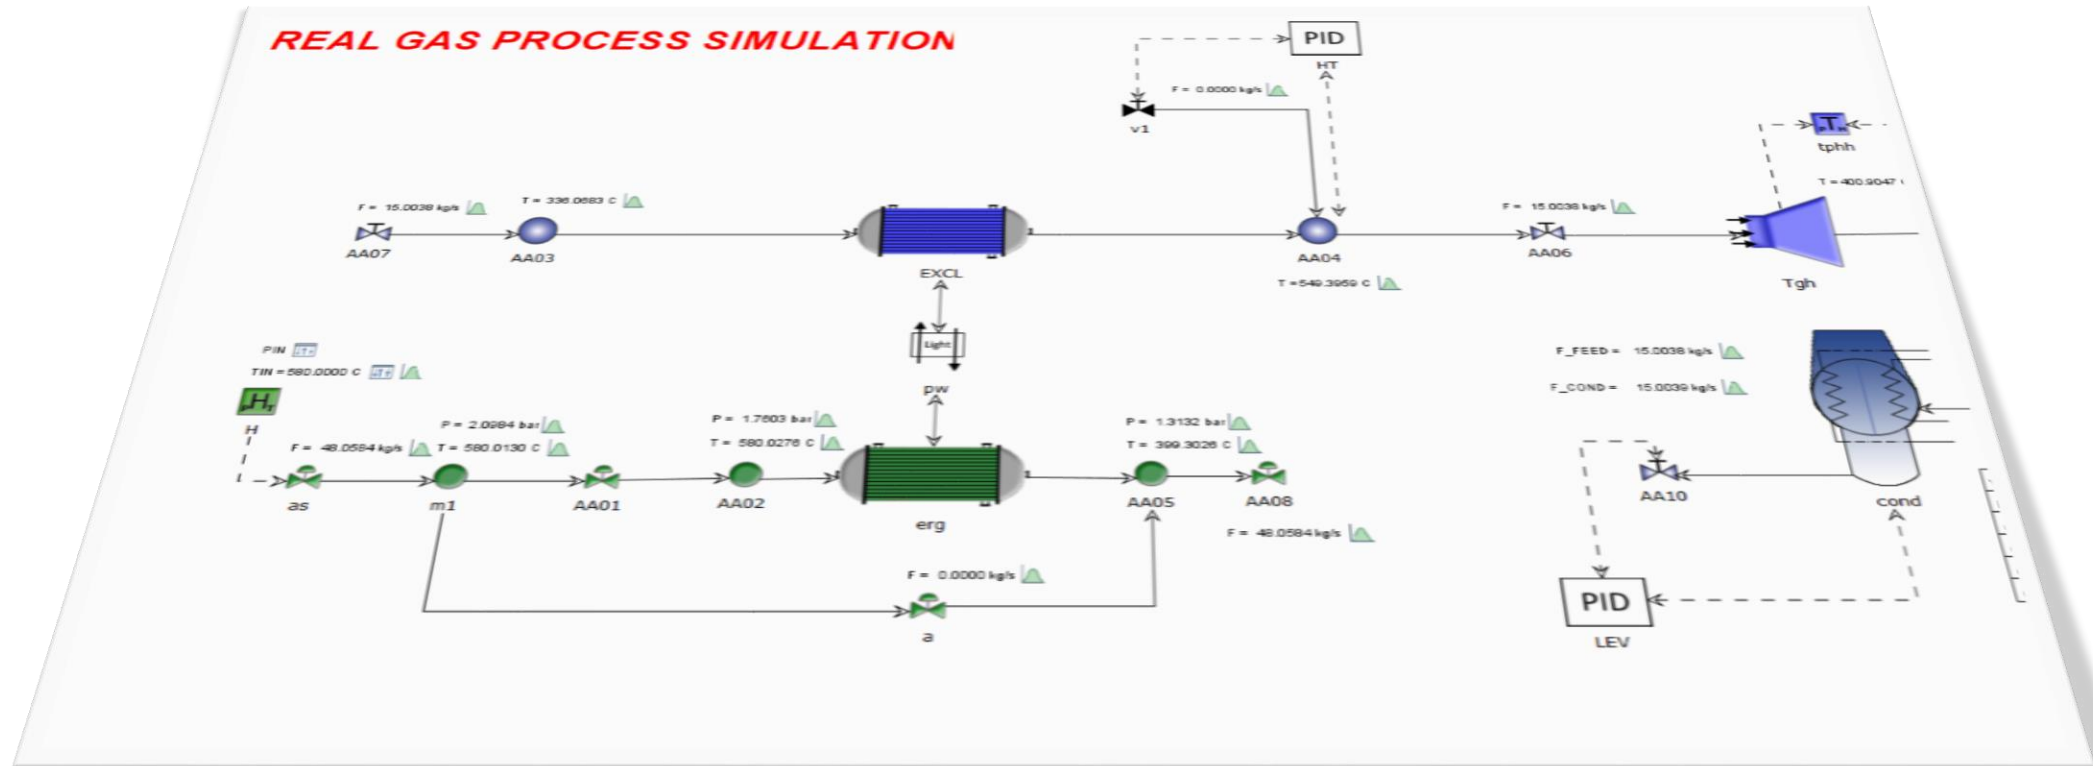 REAL GAS PROCESS SIMULATION
PID
HT
F = 0.0000 kg/s
v1
tphh
T = 400.9047
F = 15.0038 kg/s
T = 336.0683 C
F = 15.0038 kg/s
AA07
AA03
EXCL
AA04
AA06
Tgh
T = 549.3959 C
Light
pw
PIN
TIN = 580.0000 C
H
F = 48.0584 kg/s
P = 2.0984 bar
T = 580.0130 C
P = 1.7603 bar
T = 580.0276 C
P = 1.3132 bar
T = 399.3026 C
as
m1
AA01
AA02
erg
AA05
AA08
F = 48.0584 kg/s
F = 0.0000 kg/s
a
F_FEED = 15.0038 kg/s
F_COND = 15.0039 kg/s
AA10
cond
PID
LEV